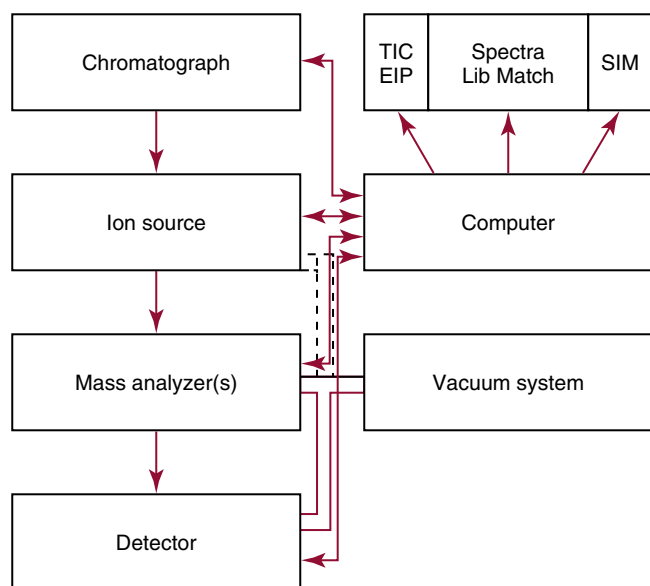 Chromatograph
TIC
EIP
Spectra
Lib Match
SIM
Ion source
Computer
Mass analyzer(s)
Vacuum system
Detector